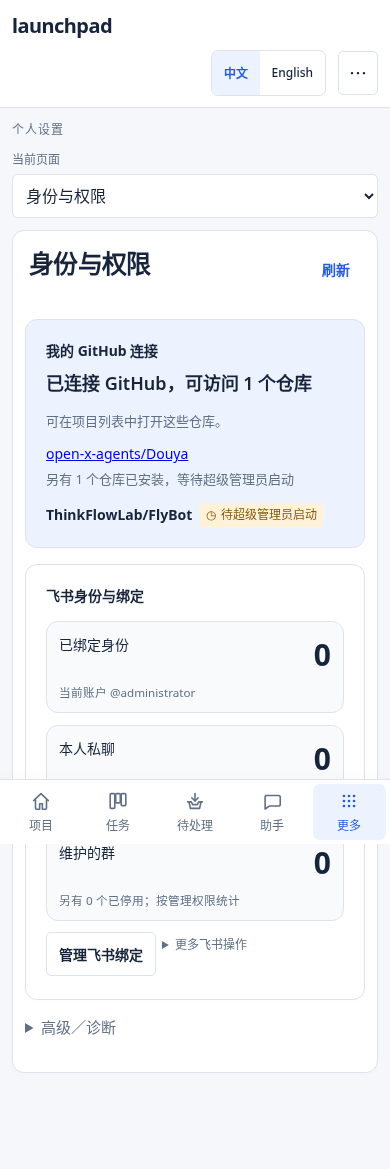 launchpad
中文
English
个人设置
当前页面
身份与权限
身份与权限
刷新
我的 GitHub 连接
已连接 GitHub，可访问 1 个仓库
可在项目列表中打开这些仓库。
open-x-agents/Douya
另有 1 个仓库已安装，等待超级管理员启动
ThinkFlowLab/FlyBot 待超级管理员启动
飞书身份与绑定
已绑定身份
0
当前账户 @administrator
本人私聊
0
项目
任务
待处理
助手
更多
维护的群
0
另有 0 个已停用；按管理权限统计
管理飞书绑定
更多飞书操作
高级／诊断